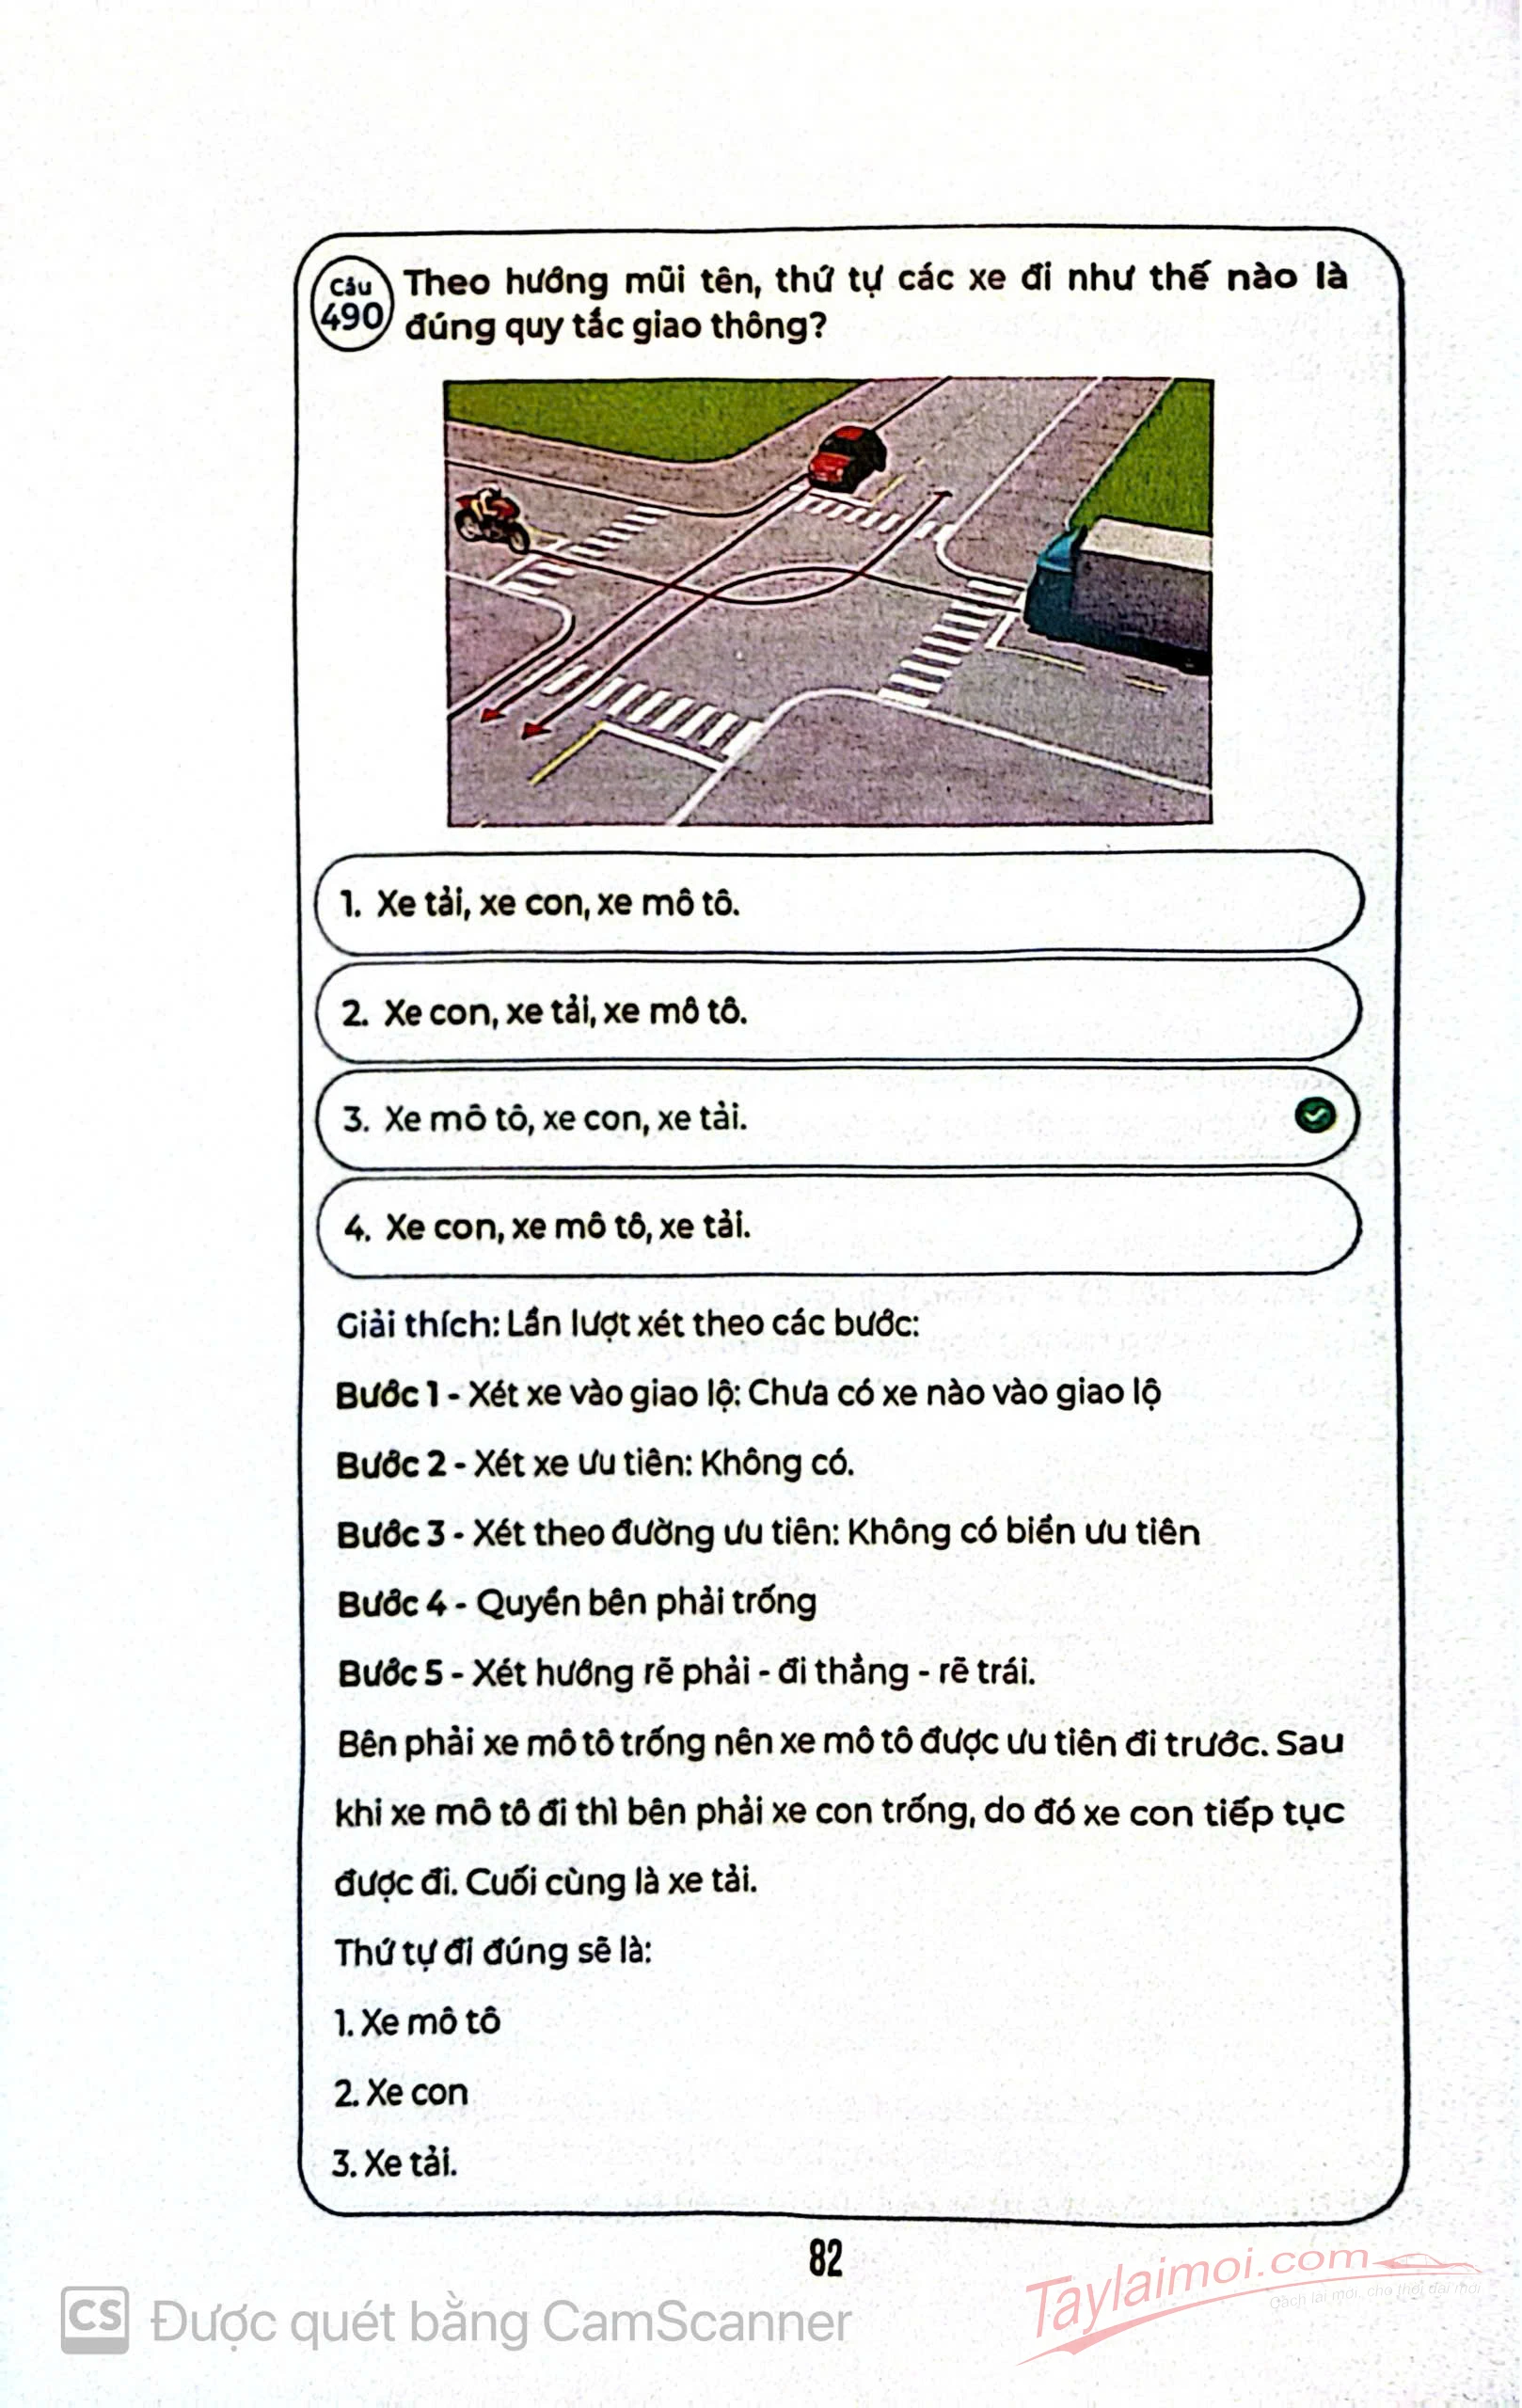 Câu
490
Theo hướng mũi tên, thứ tự các xe đi như thế nào là
đúng quy tắc giao thông?
1. Xe tải, xe con, xe mô tô.
2. Xe con, xe tải, xe mô tô.
3. Xe mô tô, xe con, xe tải.
4. Xe con, xe mô tô, xe tải.
Giải thích: Lần lượt xét theo các bước:
Bước 1 - Xét xe vào giao lộ: Chưa có xe nào vào giao lộ
Bước 2 - Xét xe ưu tiên: Không có.
Bước 3 - Xét theo đường ưu tiên: Không có biển ưu tiên
Bước 4 - Quyền bên phải trống
Bước 5 - Xét hướng rẽ phải - đi thẳng - rẽ trái.
Bên phải xe mô tô trống nên xe mô tô được ưu tiên đi trước. Sau
khi xe mô tô đi thì bên phải xe con trống, do đó xe con tiếp tục
được đi. Cuối cùng là xe tải.
Thứ tự đi đúng sẽ là:
1. Xe mô tô
2. Xe con
3. Xe tải.
82
Taylaimoi.com
Cách lái mới, cho thời đại mới
CS Được quét bằng CamScanner